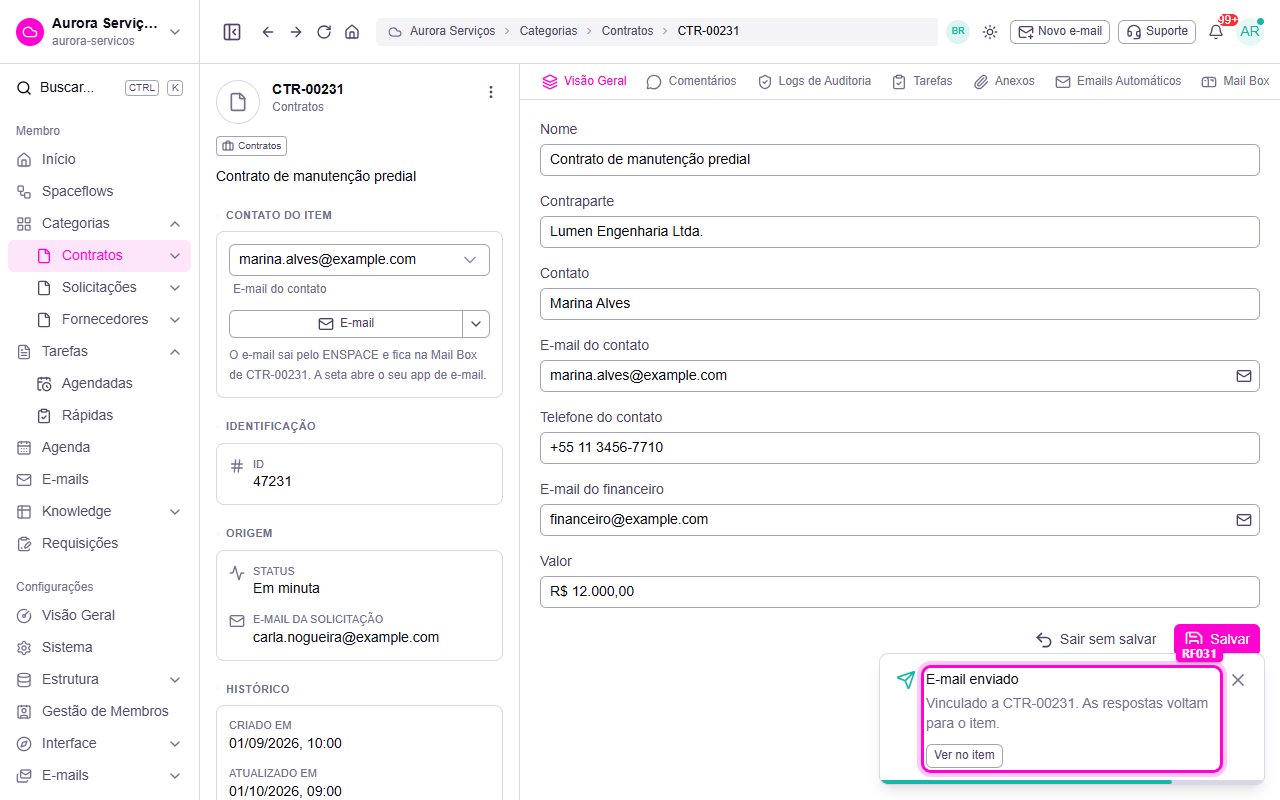 Aurora Serviç...
aurora-servicos
Aurora Serviços > Categorias > Contratos > CTR-00231
BR
Novo e-mail
Suporte
99+
AR
Buscar...
CTRL
K
Membro
Início
Spaceflows
Categorias
Contratos
Solicitações
Fornecedores
Tarefas
Agendadas
Rápidas
Agenda
E-mails
Knowledge
Requisições
Configurações
Visão Geral
Sistema
Estrutura
Gestão de Membros
Interface
E-mails
CTR-00231
Contratos
Contratos
Contrato de manutenção predial
CONTATO DO ITEM
marina.alves@example.com
E-mail do contato
E-mail
O e-mail sai pelo ENSPACE e fica na Mail Box
de CTR-00231. A seta abre o seu app de e-mail.
IDENTIFICAÇÃO
ID
47231
ORIGEM
STATUS
Em minuta
E-MAIL DA SOLICITAÇÃO
carla.nogueira@example.com
HISTÓRICO
CRIADO EM
01/09/2026, 10:00
ATUALIZADO EM
01/10/2026, 09:00
Visão Geral
Comentários
Logs de Auditoria
Tarefas
Anexos
Emails Automáticos
Mail Box
Nome
Contrato de manutenção predial
Contraparte
Lumen Engenharia Ltda.
Contato
Marina Alves
E-mail do contato
marina.alves@example.com
Telefone do contato
+55 11 3456-7710
E-mail do financeiro
financeiro@example.com
Valor
R$ 12.000,00
Sair sem salvar
Salvar
RF031
E-mail enviado
Vinculado a CTR-00231. As respostas voltam
para o item.
Ver no item